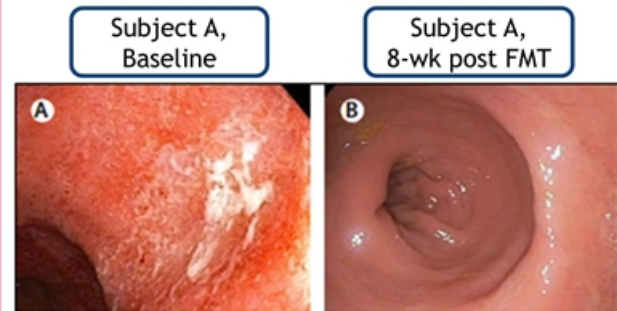 Subject A,
Baseline
Subject A,
8-wk post FMT
A
B